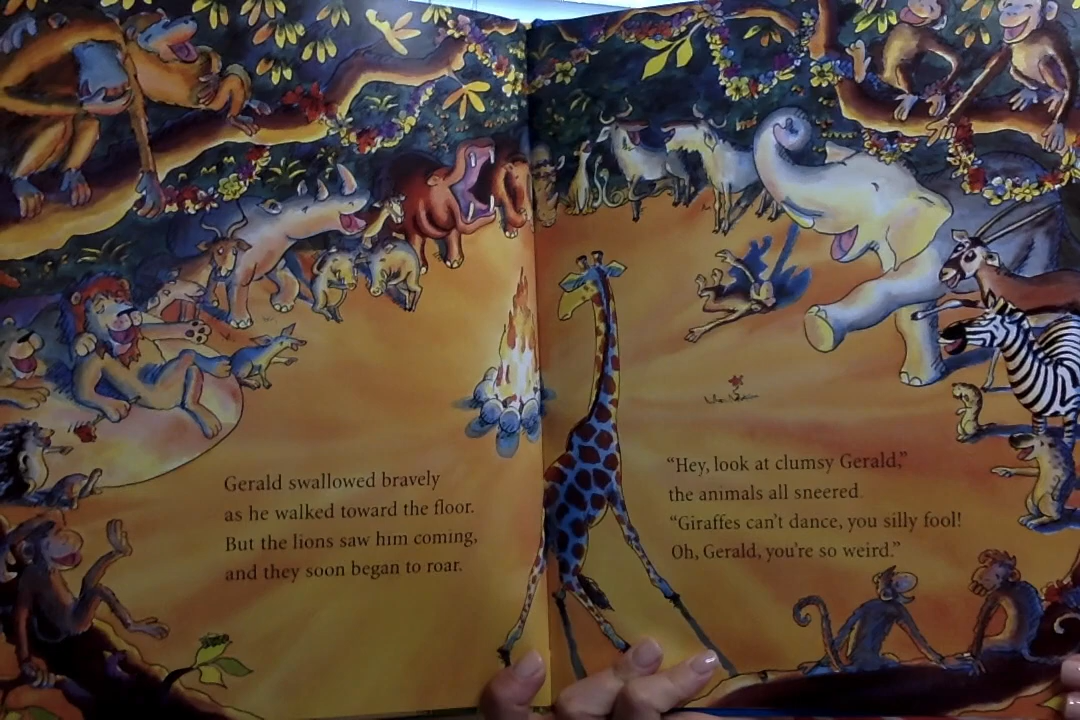 Gerald swallowed bravely
as he walked toward the floor.
But the lions saw him coming,
and they soon began to roar.
“Hey, look at clumsy Gerald,”
the animals all sneered.
“Giraffes can’t dance, you silly fool!
Oh, Gerald, you’re so weird.”